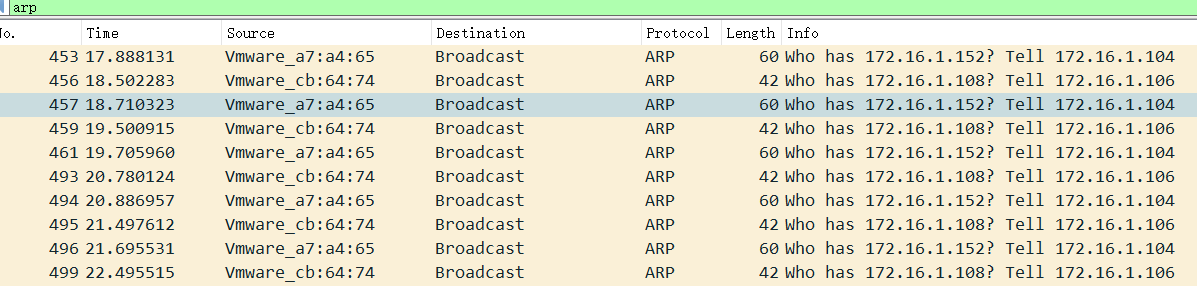 arp
No. Time Source Destination Protocol Length Info
453 17.888131 Vmware_a7:a4:65 Broadcast ARP 60 Who has 172.16.1.152? Tell 172.16.1.104
456 18.502283 Vmware_cb:64:74 Broadcast ARP 42 Who has 172.16.1.108? Tell 172.16.1.106
457 18.710323 Vmware_a7:a4:65 Broadcast ARP 60 Who has 172.16.1.152? Tell 172.16.1.104
459 19.500915 Vmware_cb:64:74 Broadcast ARP 42 Who has 172.16.1.108? Tell 172.16.1.106
461 19.705960 Vmware_a7:a4:65 Broadcast ARP 60 Who has 172.16.1.152? Tell 172.16.1.104
493 20.780124 Vmware_cb:64:74 Broadcast ARP 42 Who has 172.16.1.108? Tell 172.16.1.106
494 20.886957 Vmware_a7:a4:65 Broadcast ARP 60 Who has 172.16.1.152? Tell 172.16.1.104
495 21.497612 Vmware_cb:64:74 Broadcast ARP 42 Who has 172.16.1.108? Tell 172.16.1.106
496 21.695531 Vmware_a7:a4:65 Broadcast ARP 60 Who has 172.16.1.152? Tell 172.16.1.104
499 22.495515 Vmware_cb:64:74 Broadcast ARP 42 Who has 172.16.1.108? Tell 172.16.1.106